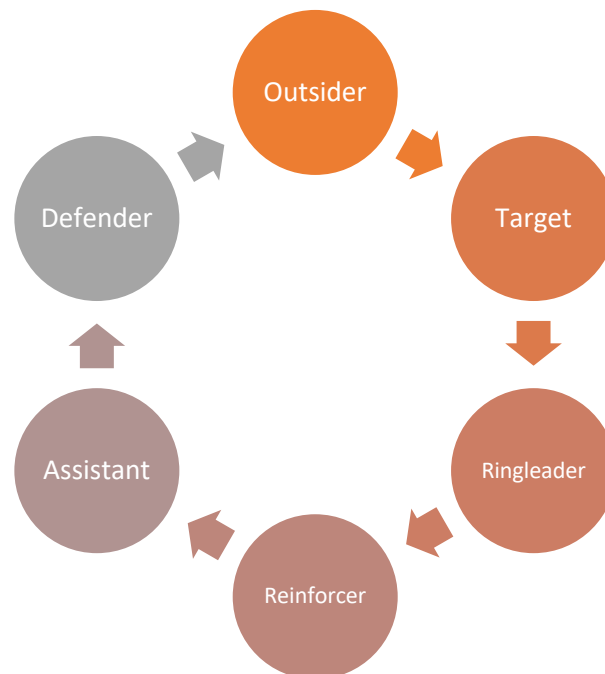 Outsider
Target
Ringleader
Reinforcer
Assistant
Defender